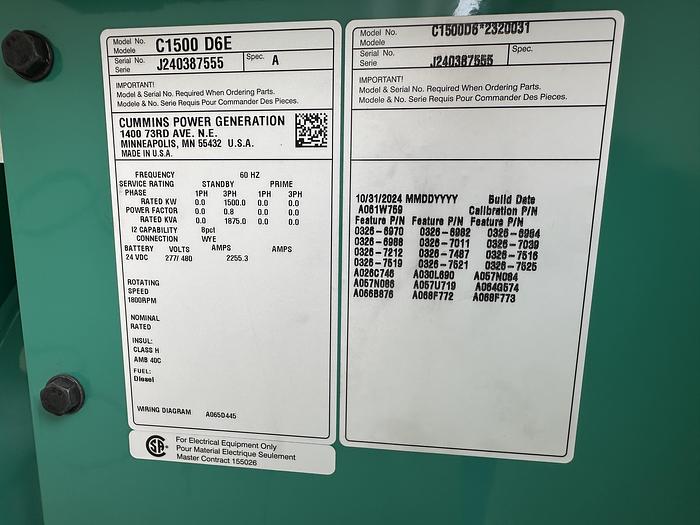 Model No. C1500 D6E
Modele
Serial No. J240387555 Spec. A
Serie
IMPORTANT!
Model & Serial No. Required When Ordering Parts.
Modele & No. Serie Requis Pour Commander Des Pieces.
CUMMINS POWER GENERATION
1400 73RD AVE. N.E.
MINNEAPOLIS, MN 55432 U.S.A.
MADE IN U.S.A.
FREQUENCY 60 HZ
SERVICE RATING STANDBY PRIME
PHASE 1PH 3PH 1PH 3PH
RATED KW 0.0 1500.0 0.0 0.0
POWER FACTOR 0.0 0.8 0.0 0.0
RATED KVA 0.0 1875.0 0.0 0.0
I2 CAPABILITY 8pct
CONNECTION WYE
BATTERY VOLTS AMPS AMPS
24 VDC 277/ 480 2255.3
ROTATING
SPEED
1800RPM
NOMINAL
RATED
INSUL:
CLASS H
AMB 40C
FUEL:
Diesel
WIRING DIAGRAM A065D445
CSA
For Electrical Equipment Only
Pour Material Electrique Seulement
Master Contract 155026
Model No. C1500D6*2320031
Modele
Serial No. J240387555 Spec.
Serie
IMPORTANT!
Model & Serial No. Required When Ordering Parts.
Modele & No. Serie Requis Pour Commander Des Pieces.
10/31/2024 MMDDYYYY Build Date
A061W759 Calibration P/N
Feature P/N Feature P/N Feature P/N
0326-6970 0326-6982 0326-6984
0326-6988 0326-7011 0326-7039
0326-7212 0326-7487 0326-7516
0326-7519 0326-7521 0326-7525
A026C746 A030L690 A057N084
A057N086 A057U719 A064G574
A066B876 A068F772 A069F773